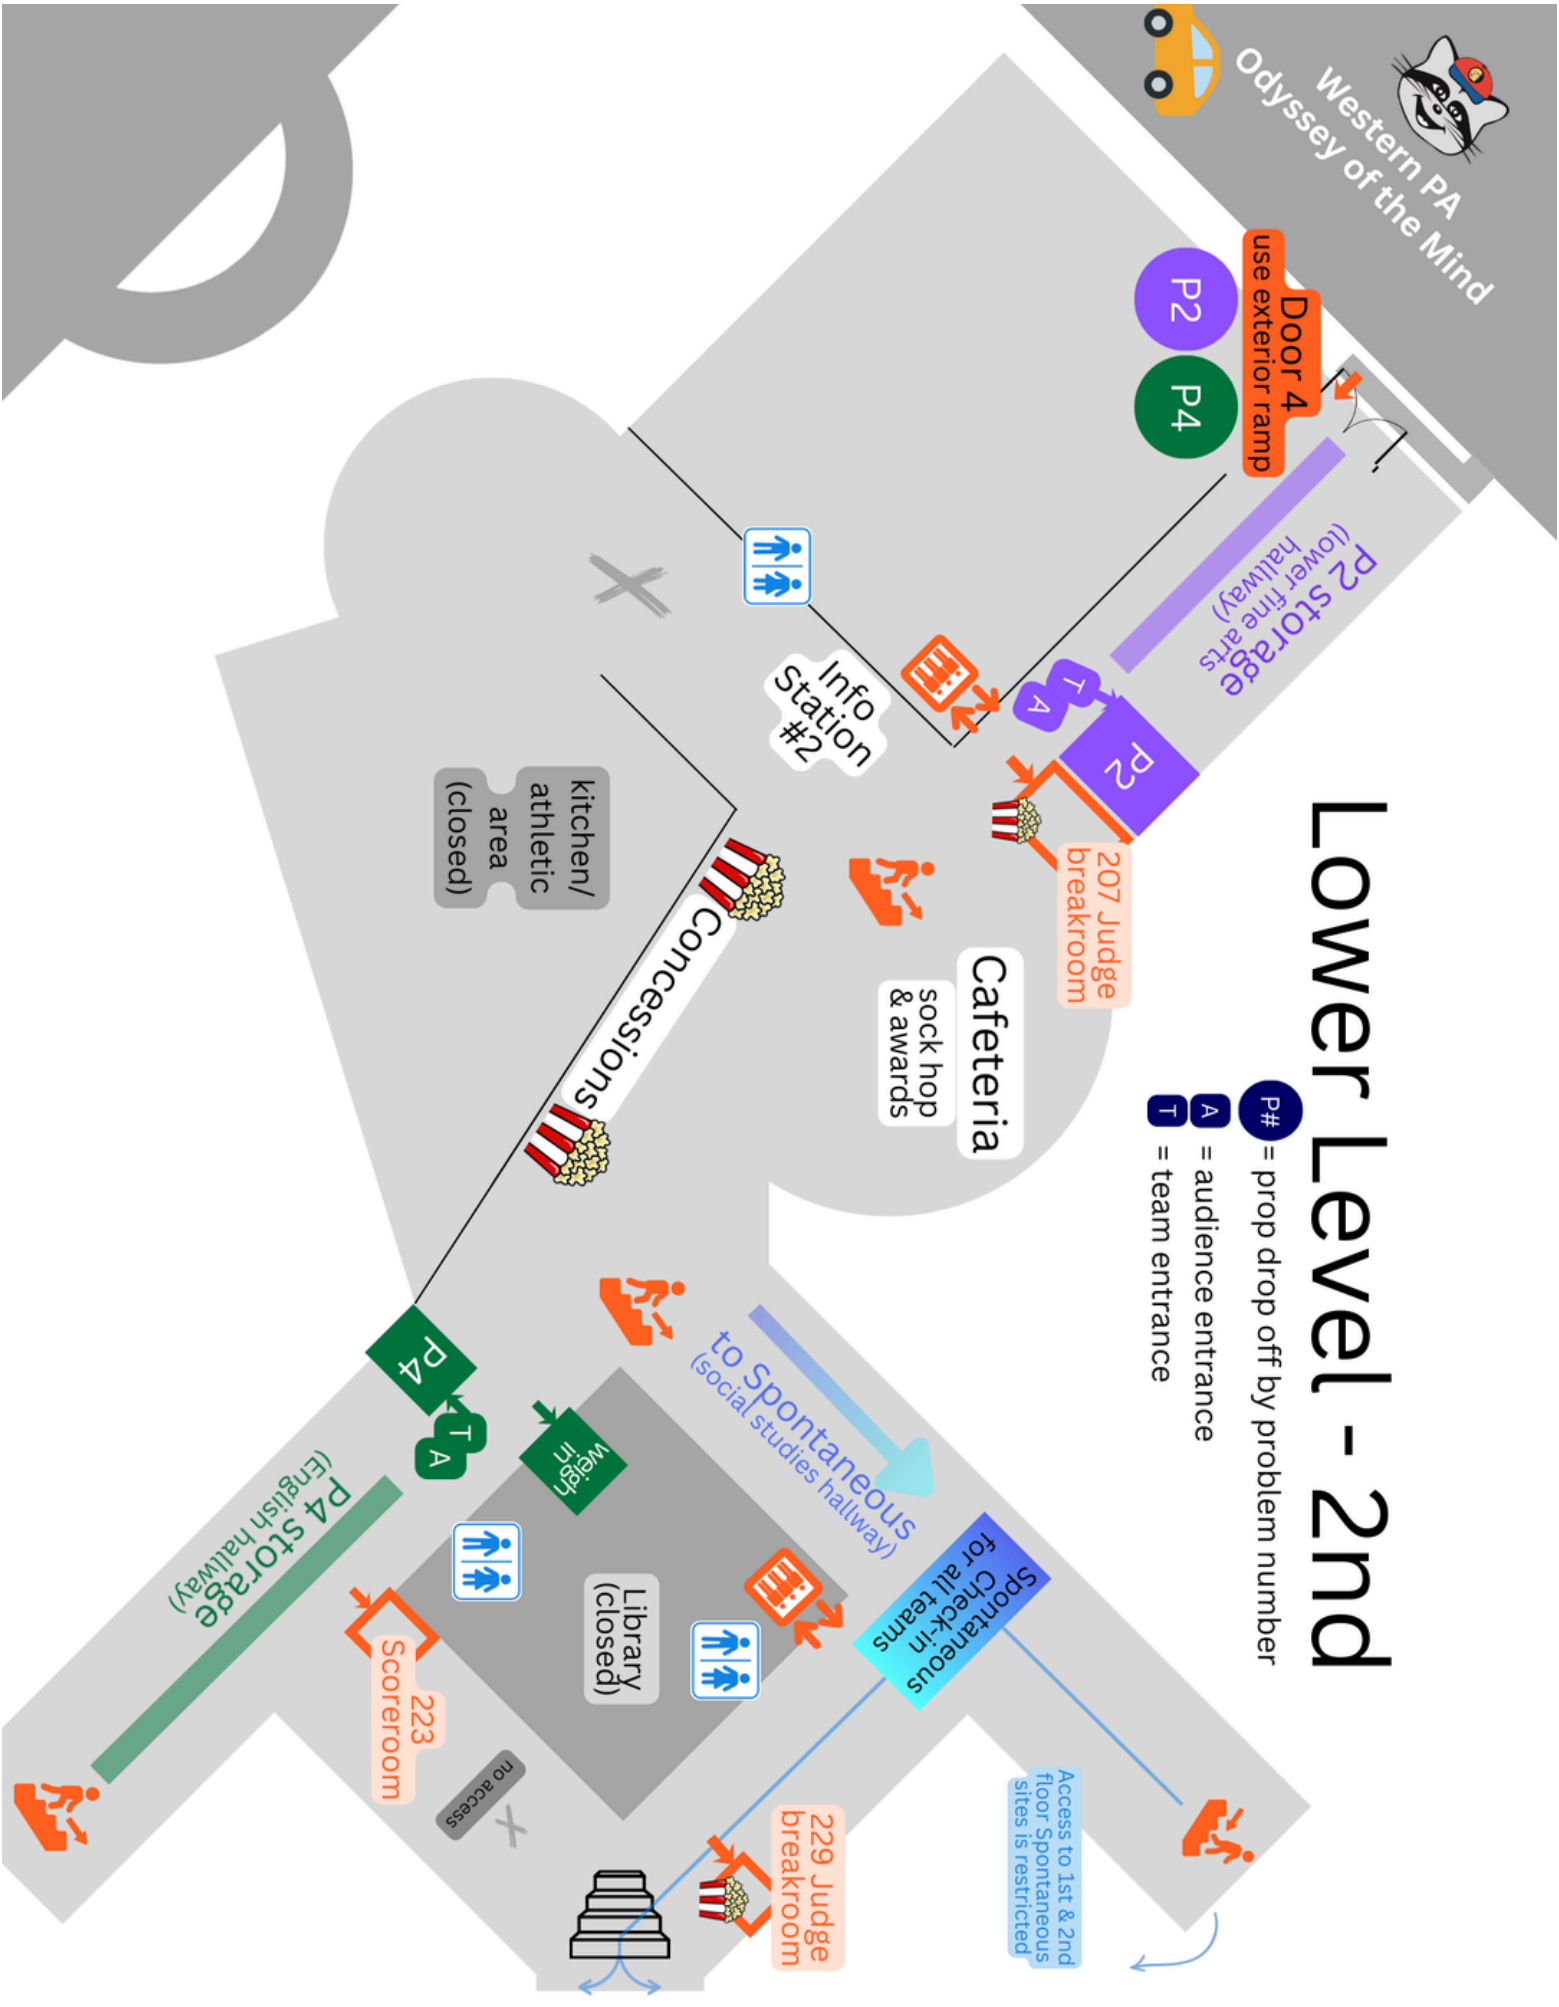 Lower Level - 2nd
P# = prop drop off by problem number
A = audience entrance
T = team entrance
Western PA
Odyssey of the Mind
Door 4
use exterior ramp
P2
P4
P2 storage
(lower fine arts
hallway)
T
A
P2
207 Judge
breakroom
Info
Station
#2
Cafeteria
sock hop
& awards
kitchen/
athletic
area
(closed)
Concessions
to Spontaneous
(social studies hallway)
Spontaneous
Check-in
for all teams
Access to 1st & 2nd
floor Spontaneous
sites is restricted
P4
T
A
weigh
in
P4 storage
(English hallway)
Library
(closed)
223
Scoreroom
no access
229 Judge
breakroom